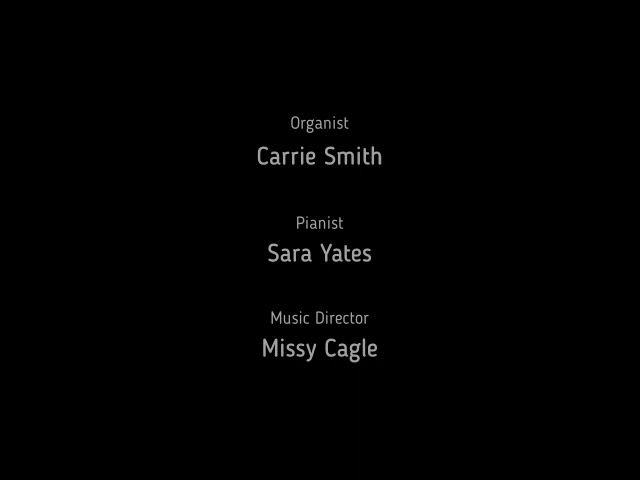 Organist
Carrie Smith
Pianist
Sara Yates
Music Director
Missy Cagle